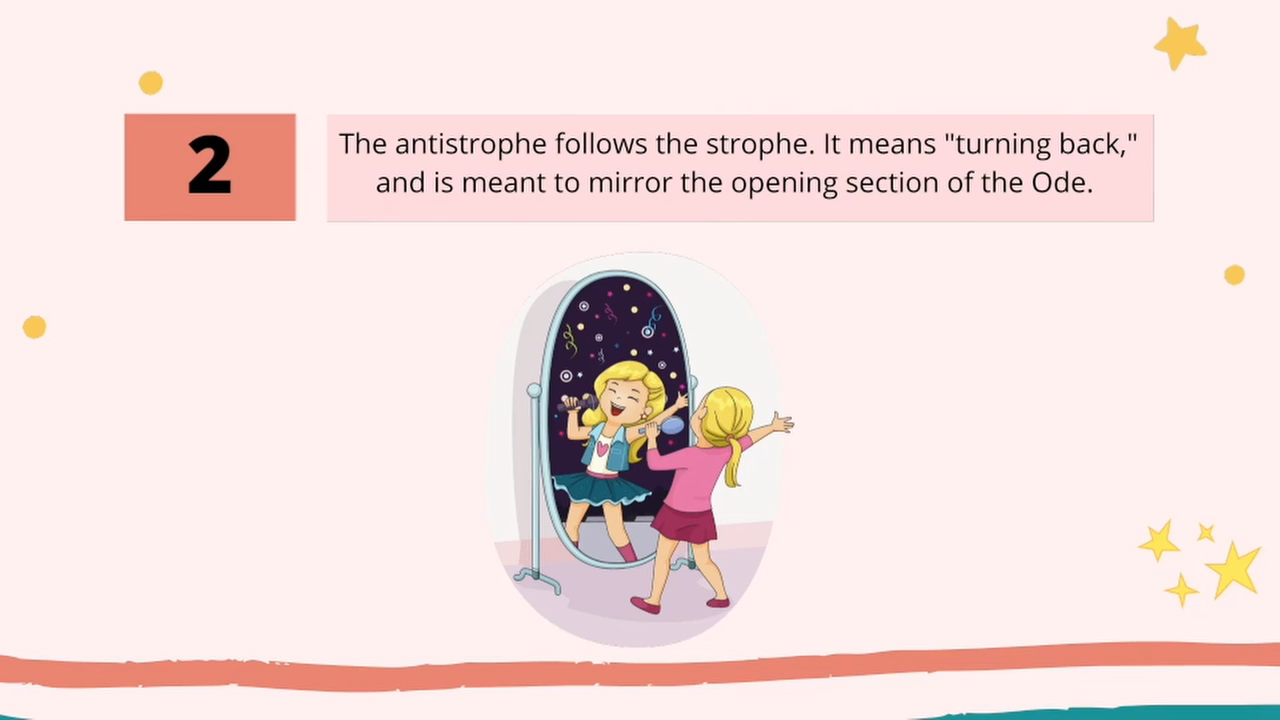 2
The antistrophe follows the strophe. It means "turning back,"
and is meant to mirror the opening section of the Ode.